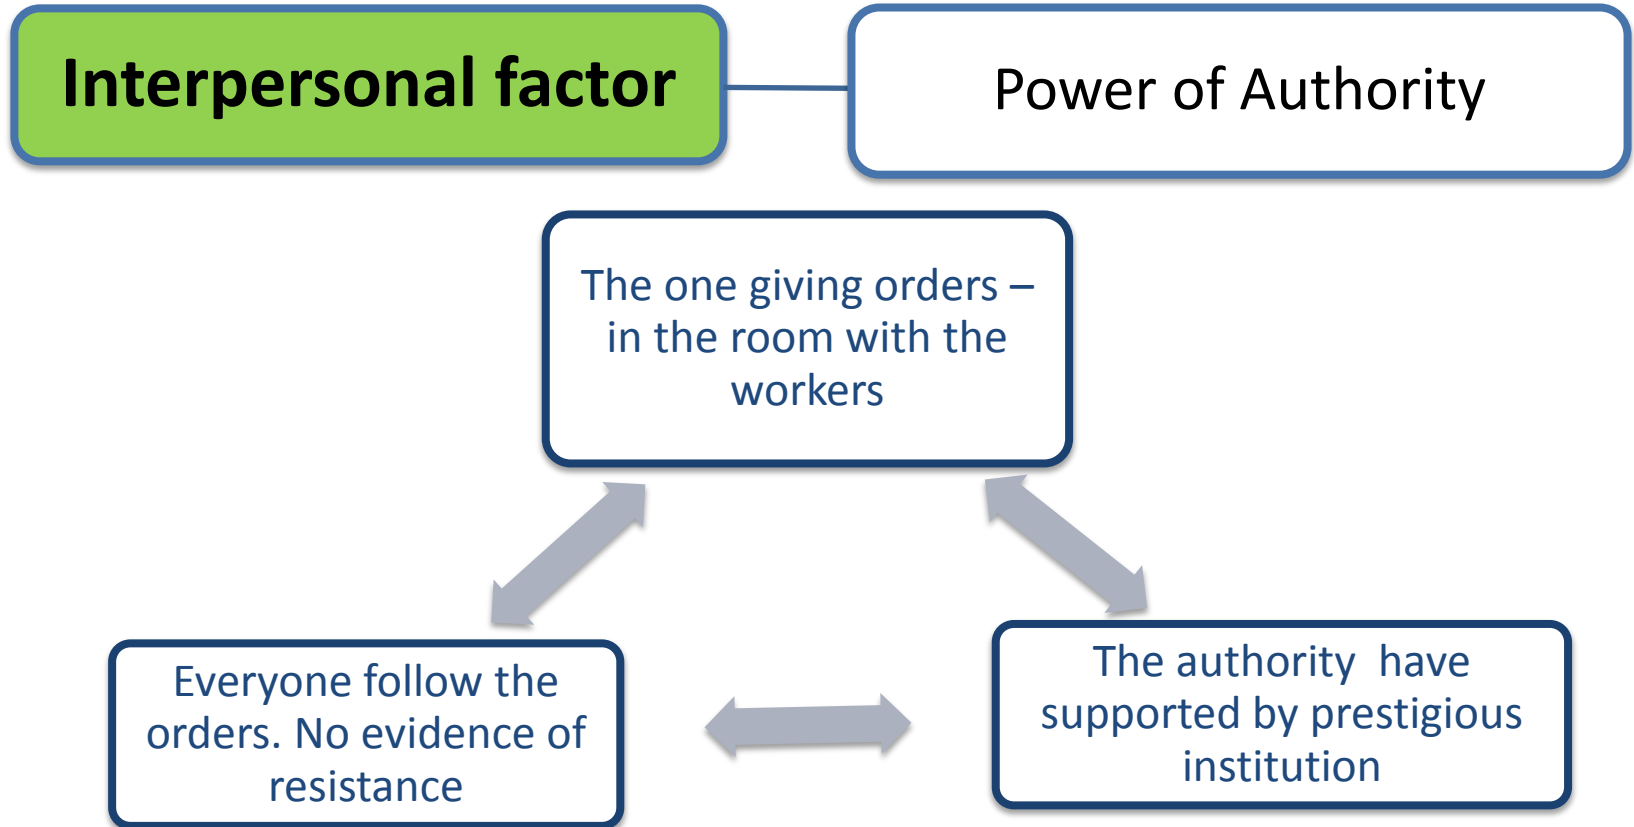 Interpersonal factor
Power of Authority
The one giving orders –
in the room with the
workers
Everyone follow the
orders. No evidence of
resistance
The authority  have
supported by prestigious
institution